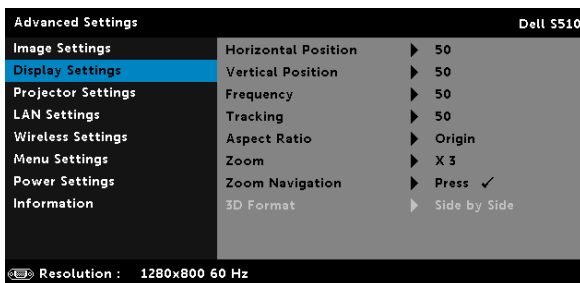 Advanced Settings Dell S510
Image Settings Horizontal Position 50
Display Settings Vertical Position 50
Projector Settings Frequency 50
LAN Settings Tracking 50
Wireless Settings Aspect Ratio Origin
Menu Settings Zoom X 3
Power Settings Zoom Navigation Press ✓
Information 3D Format Side by Side
Resolution : 1280x800 60 Hz